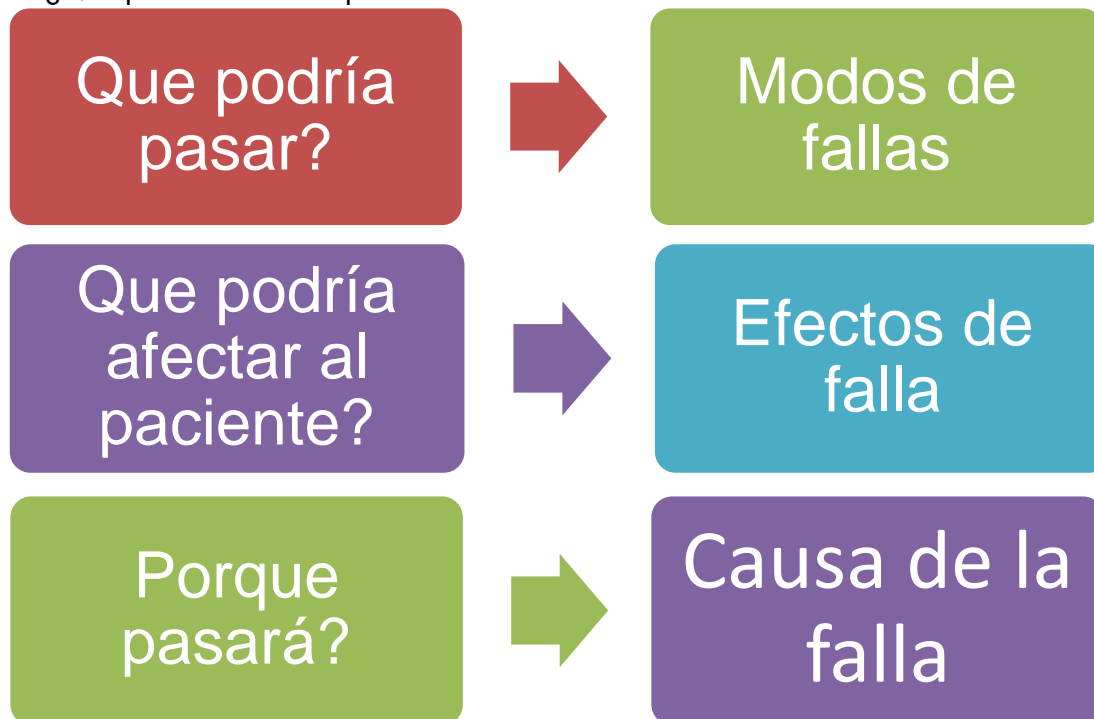 Que podría
pasar?
Modos de
fallas
Que podría
afectar al
paciente?
Efectos de
falla
Porque
pasará?
Causa de la
falla